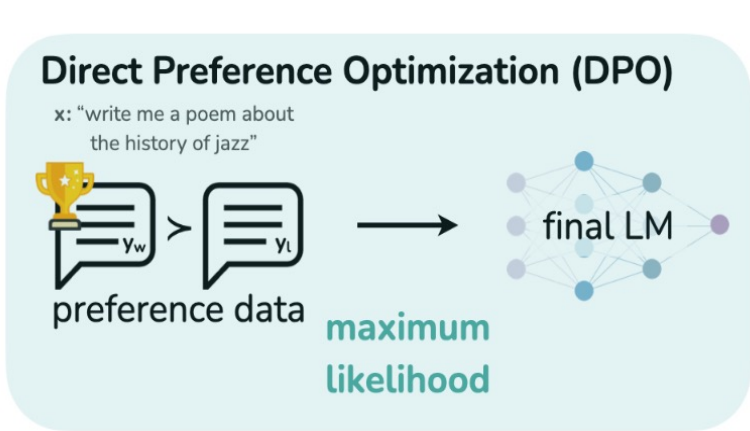 Direct Preference Optimization (DPO)
x: “write me a poem about
the history of jazz”
yw ≻ yl
preference data
maximum
likelihood
final LM